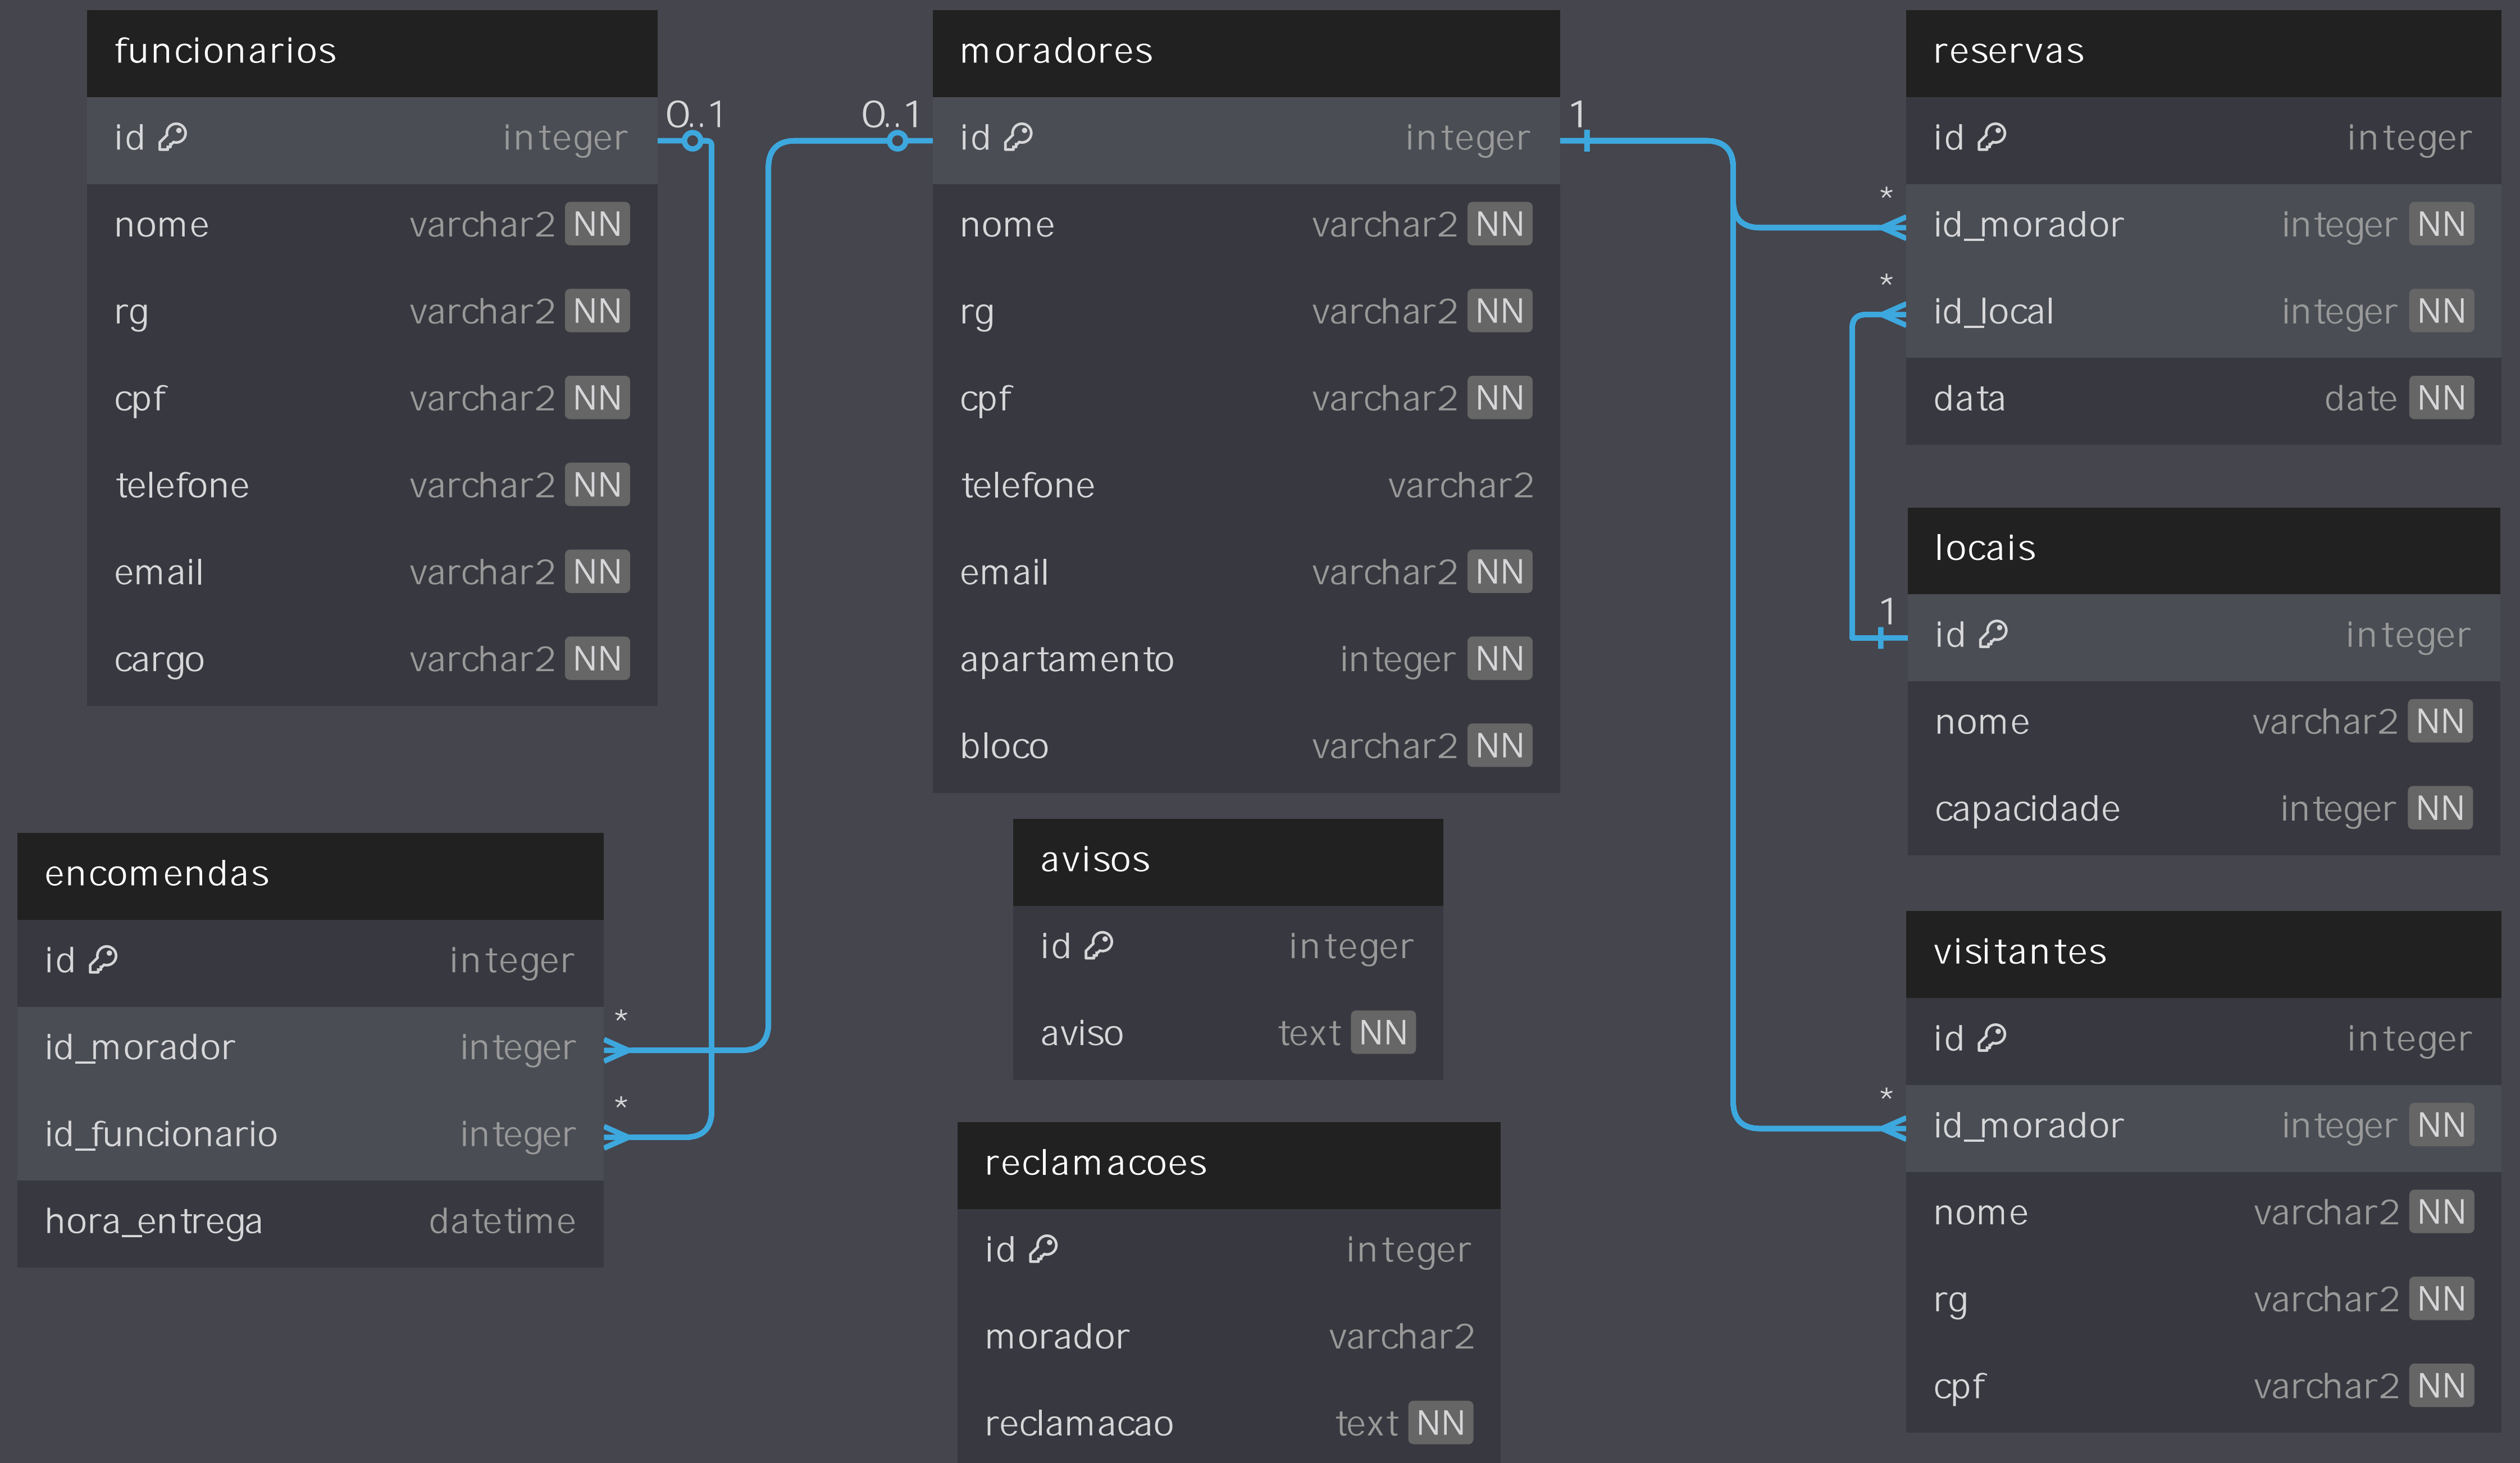 funcionarios
id integer
nome varchar2 NN
rg varchar2 NN
cpf varchar2 NN
telefone varchar2 NN
email varchar2 NN
cargo varchar2 NN
0..1
0..1
moradores
id integer
nome varchar2 NN
rg varchar2 NN
cpf varchar2 NN
telefone varchar2
email varchar2 NN
apartamento integer NN
bloco varchar2 NN
1
reservas
id integer
* id_morador integer NN
* id_local integer NN
data date NN
locais
1 id integer
nome varchar2 NN
capacidade integer NN
encomendas
id integer
id_morador integer *
id_funcionario integer *
hora_entrega datetime
avisos
id integer
aviso text NN
reclamacoes
id integer
morador varchar2
reclamacao text NN
visitantes
id integer
* id_morador integer NN
nome varchar2 NN
rg varchar2 NN
cpf varchar2 NN